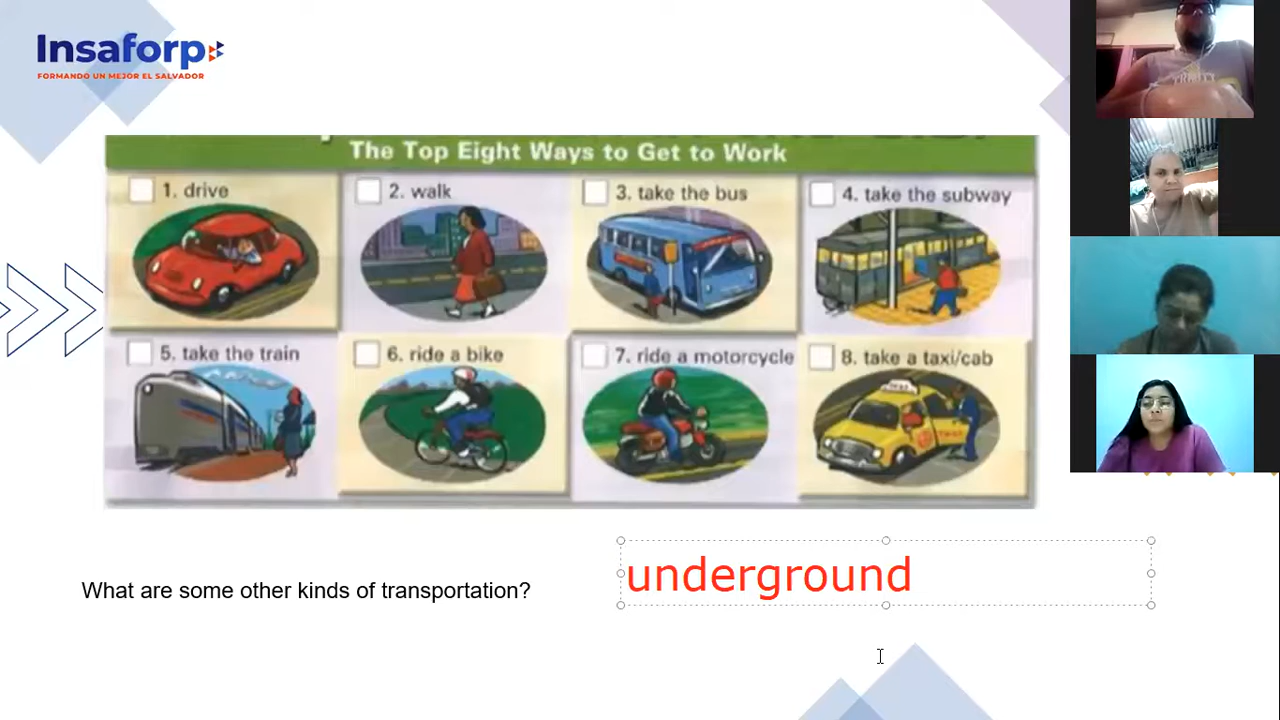 Insaforp
FORMANDO UN MEJOR EL SALVADOR
The Top Eight Ways to Get to Work
1. drive
2. walk
3. take the bus
4. take the subway
5. take the train
6. ride a bike
7. ride a motorcycle
8. take a taxi/cab
What are some other kinds of transportation?
underground